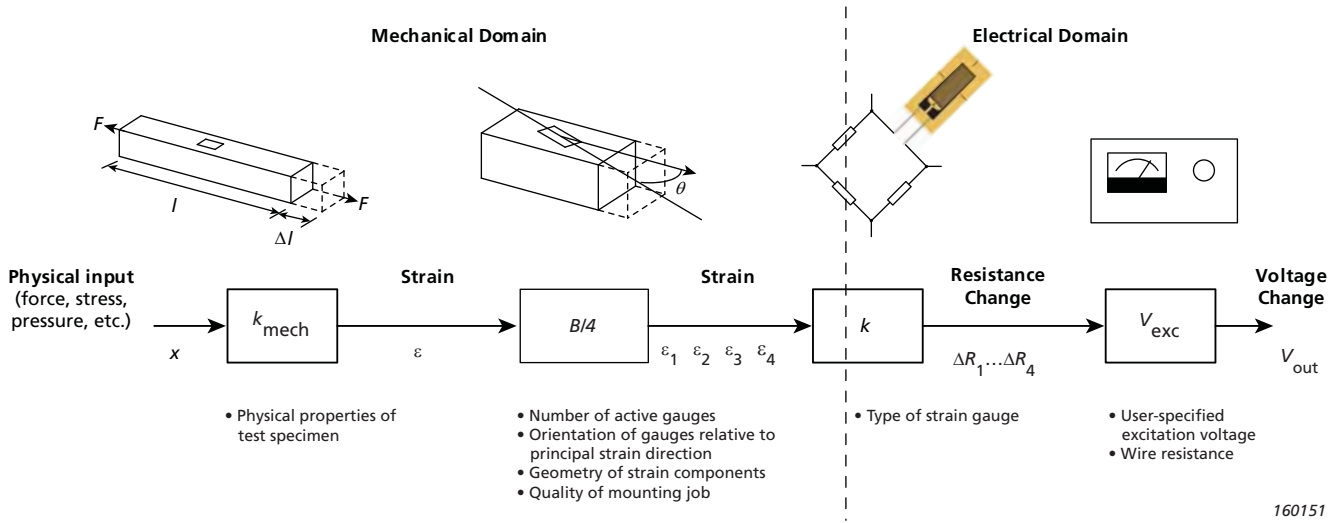 Mechanical Domain
Electrical Domain
F
F
l
Δl
θ
Physical input
(force, stress,
pressure, etc.)
x
k mech
Strain
ε
B/4
Strain
ε1 ε2 ε3 ε4
k
Resistance
Change
ΔR1...ΔR4
Vexc
Voltage
Change
Vout
• Physical properties of
test specimen
• Number of active gauges
• Orientation of gauges relative to
principal strain direction
• Geometry of strain components
• Quality of mounting job
• Type of strain gauge
• User-specified
excitation voltage
• Wire resistance
160151